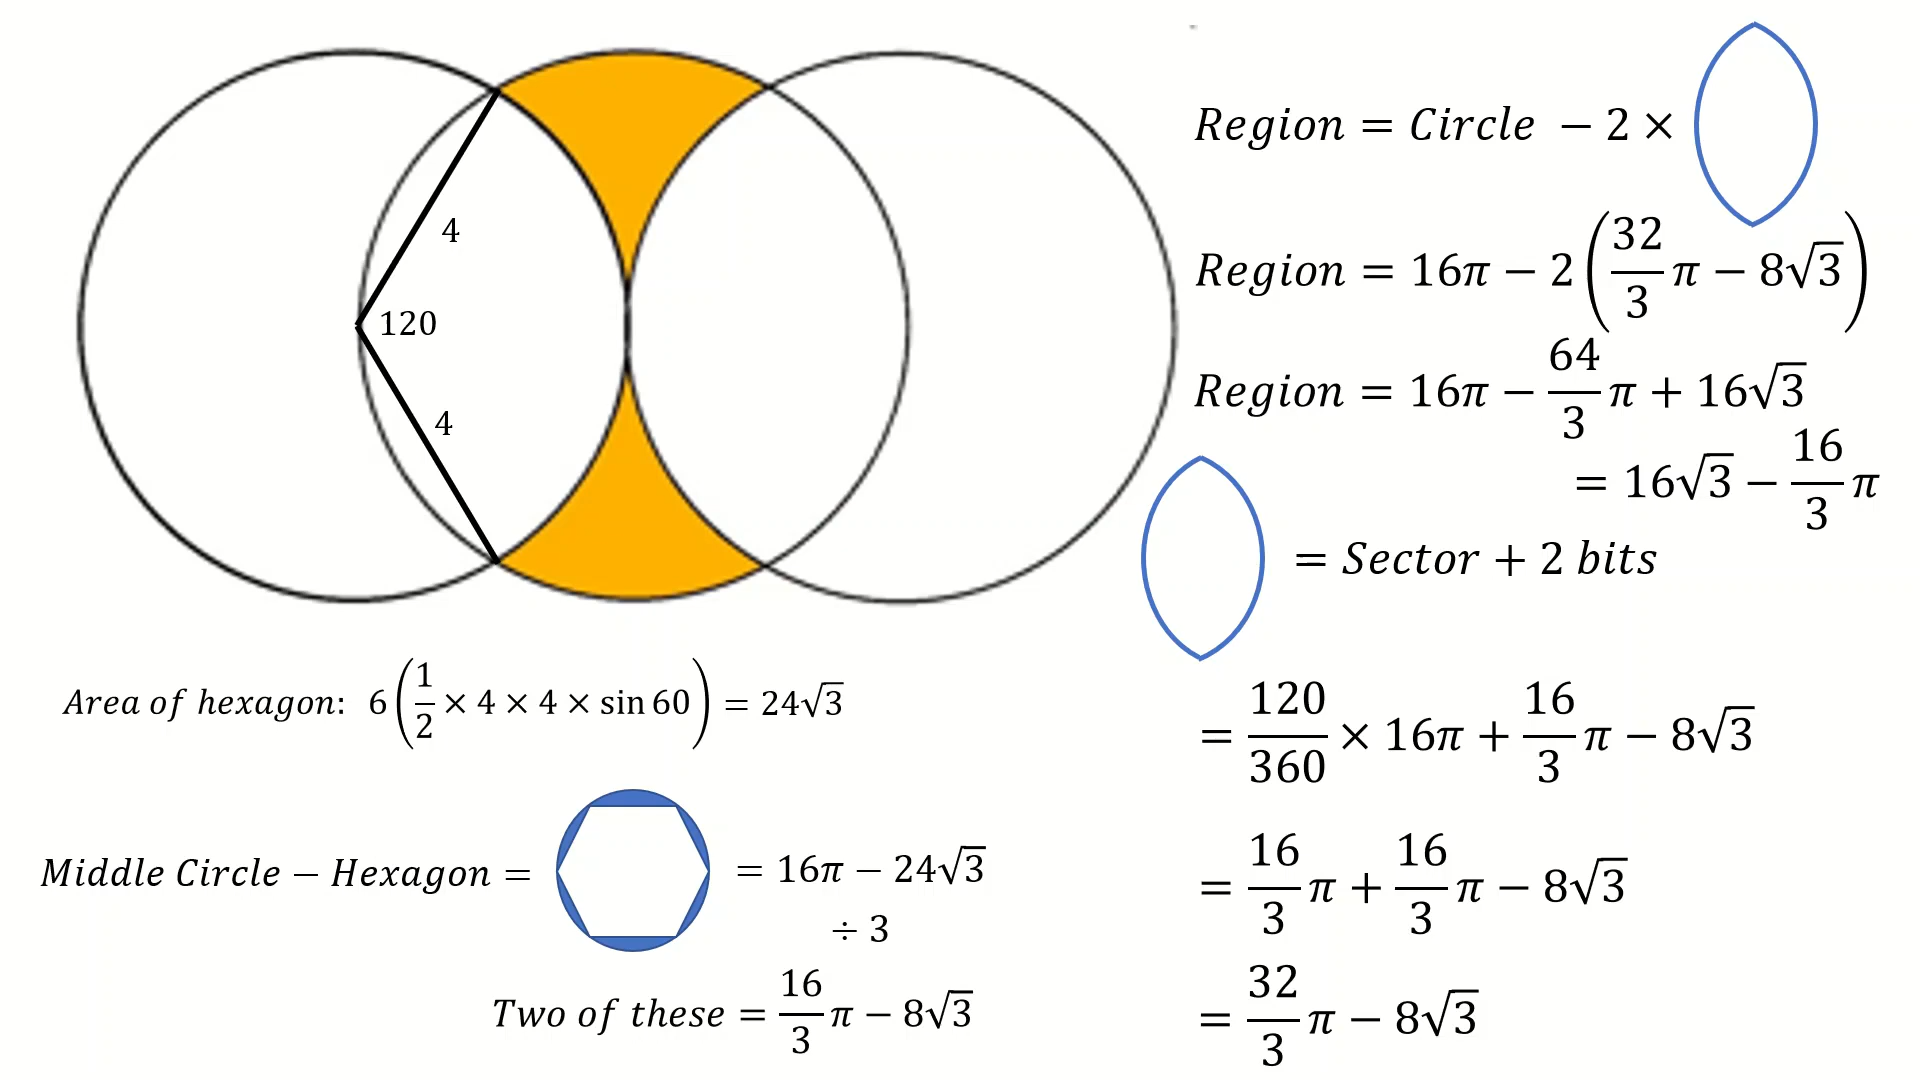 4
120
4
Area of hexagon: 6(1/2 × 4 × 4 × sin 60) = 24√3
Middle Circle − Hexagon = = 16π − 24√3
÷ 3
Two of these = 16/3 π − 8√3
Region = Circle − 2 ×
Region = 16π − 2(32/3 π − 8√3)
Region = 16π − 64/3 π + 16√3
= 16√3 − 16/3 π
= Sector + 2 bits
= 120/360 × 16π + 16/3 π − 8√3
= 16/3 π + 16/3 π − 8√3
= 32/3 π − 8√3